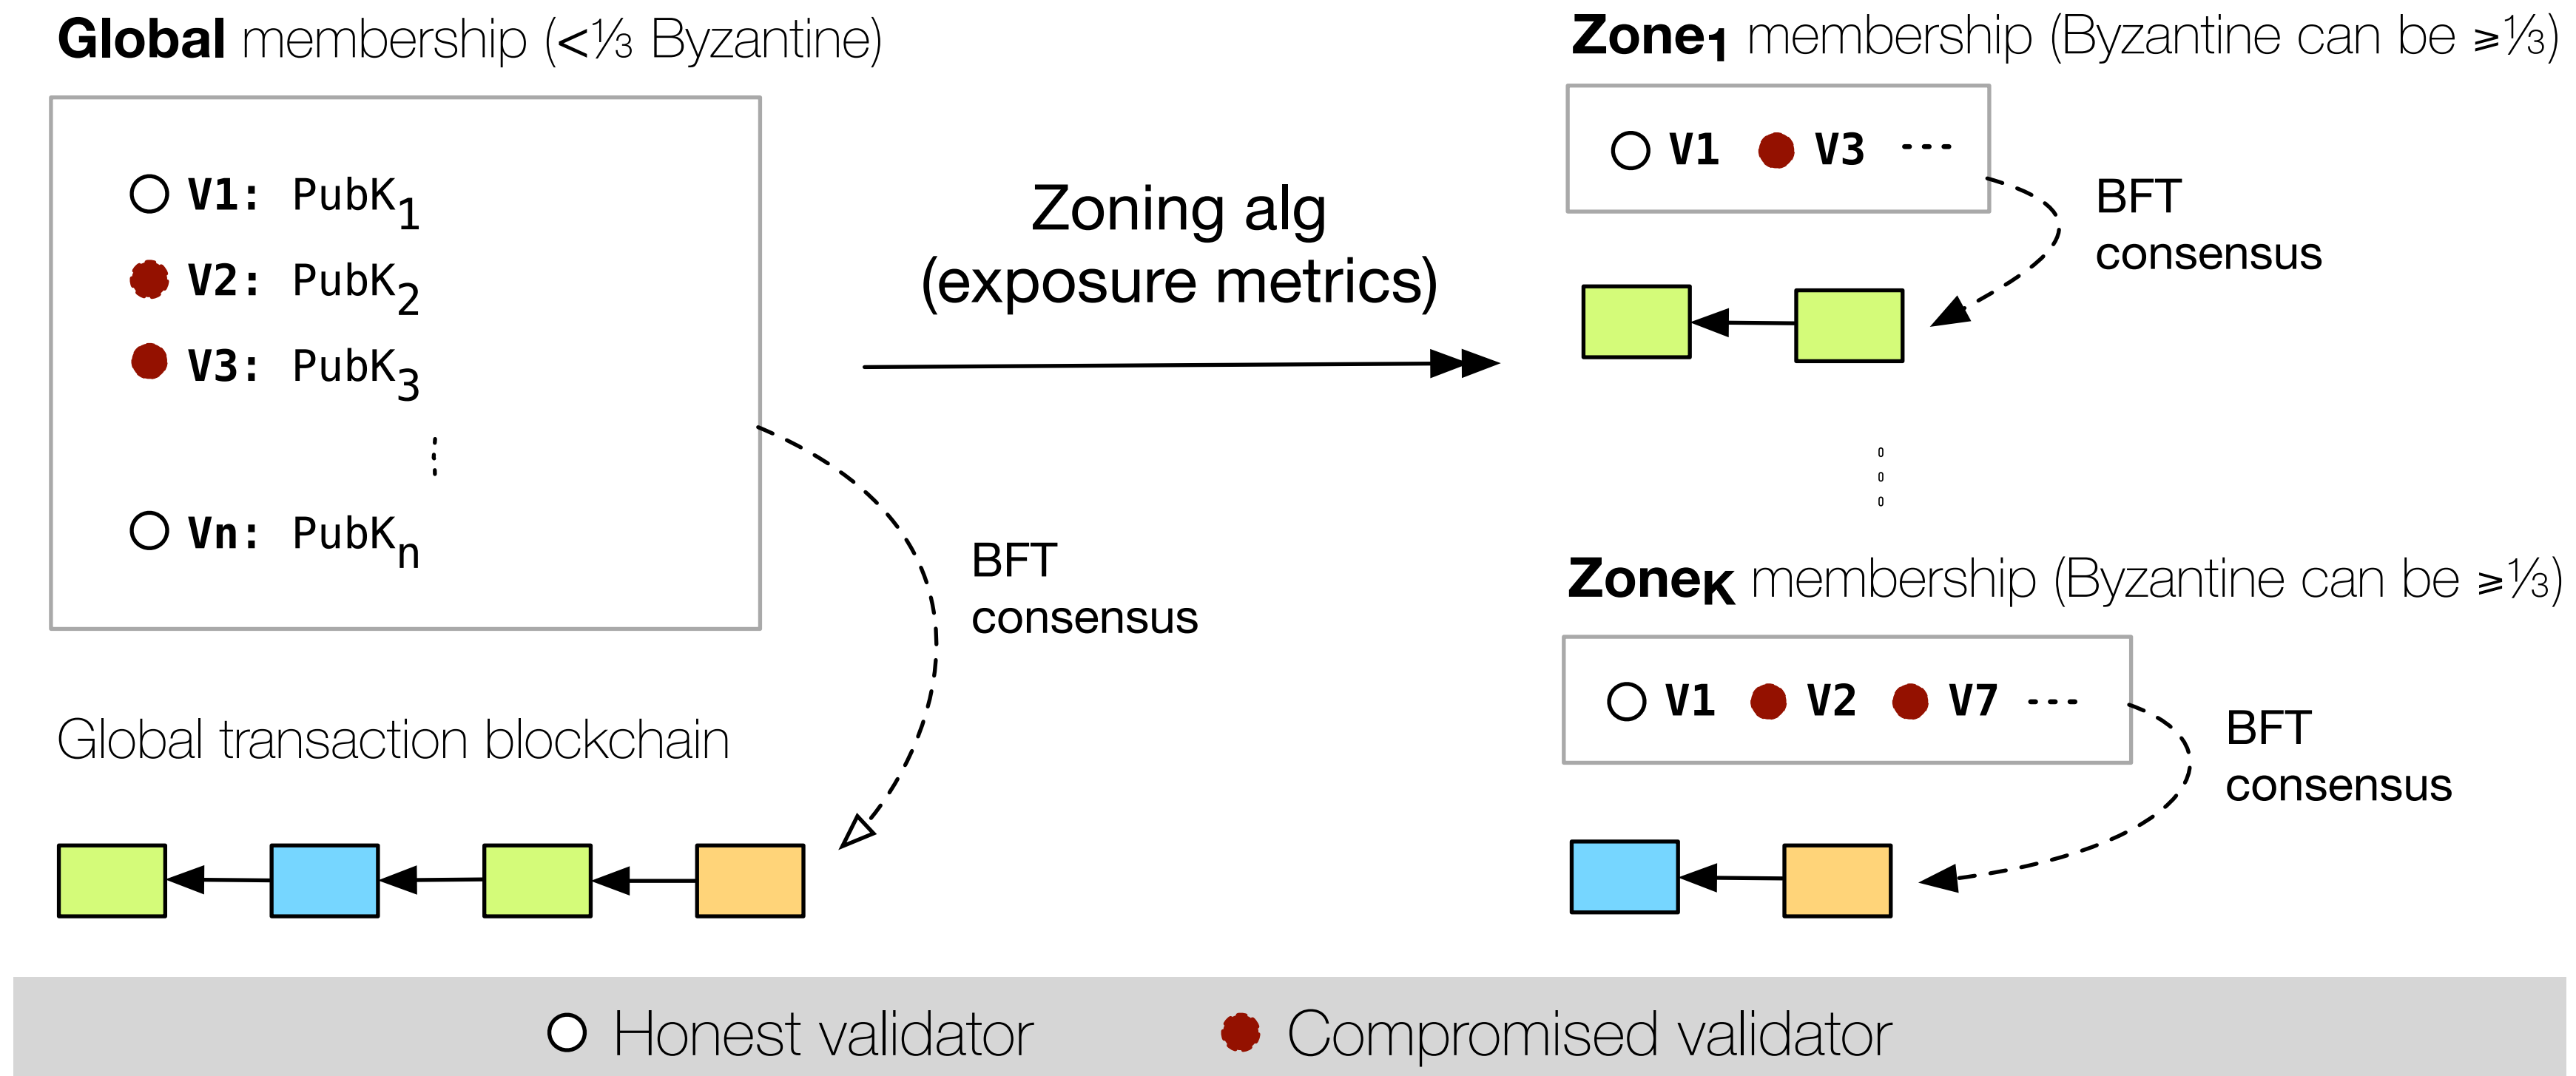 Global membership (<⅓ Byzantine)
V1: PubK1
V2: PubK2
V3: PubK3
Vn: PubKn
BFT
consensus
Global transaction blockchain
Zoning alg
(exposure metrics)
Zone1 membership (Byzantine can be ⩾⅓)
V1 V3 ---
BFT
consensus
ZoneK membership (Byzantine can be ⩾⅓)
V1 V2 V7 ---
BFT
consensus
Honest validator Compromised validator